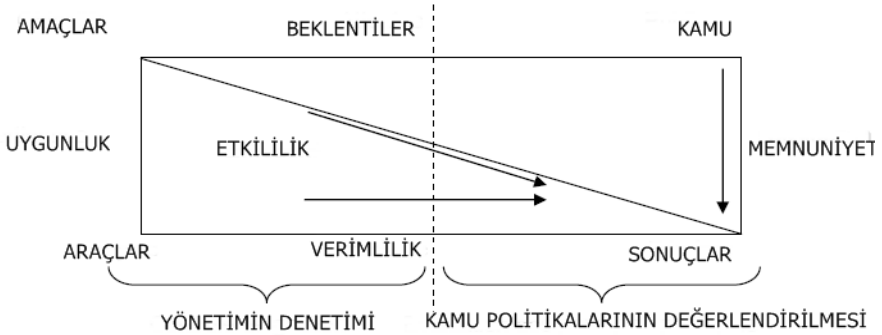 AMAÇLAR BEKLENTİLER KAMU
UYGUNLUK ETKİLİLİK MEMNUNİYET
ARAÇLAR VERİMLİLİK SONUÇLAR
YÖNETİMİN DENETİMİ KAMU POLİTİKALARININ DEĞERLENDİRİLMESİ